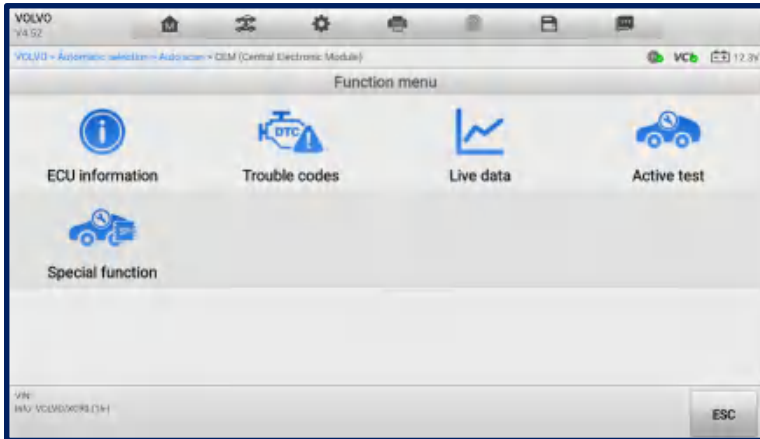 VOLVO
V4.52
VOLVO > Automatic selection > Auto scan > CEM (Central Electronic Module)
VCI
12.3V
Function menu
DTC
ECU information
Trouble codes
Live data
Active test
Special function
VIN:
ESC